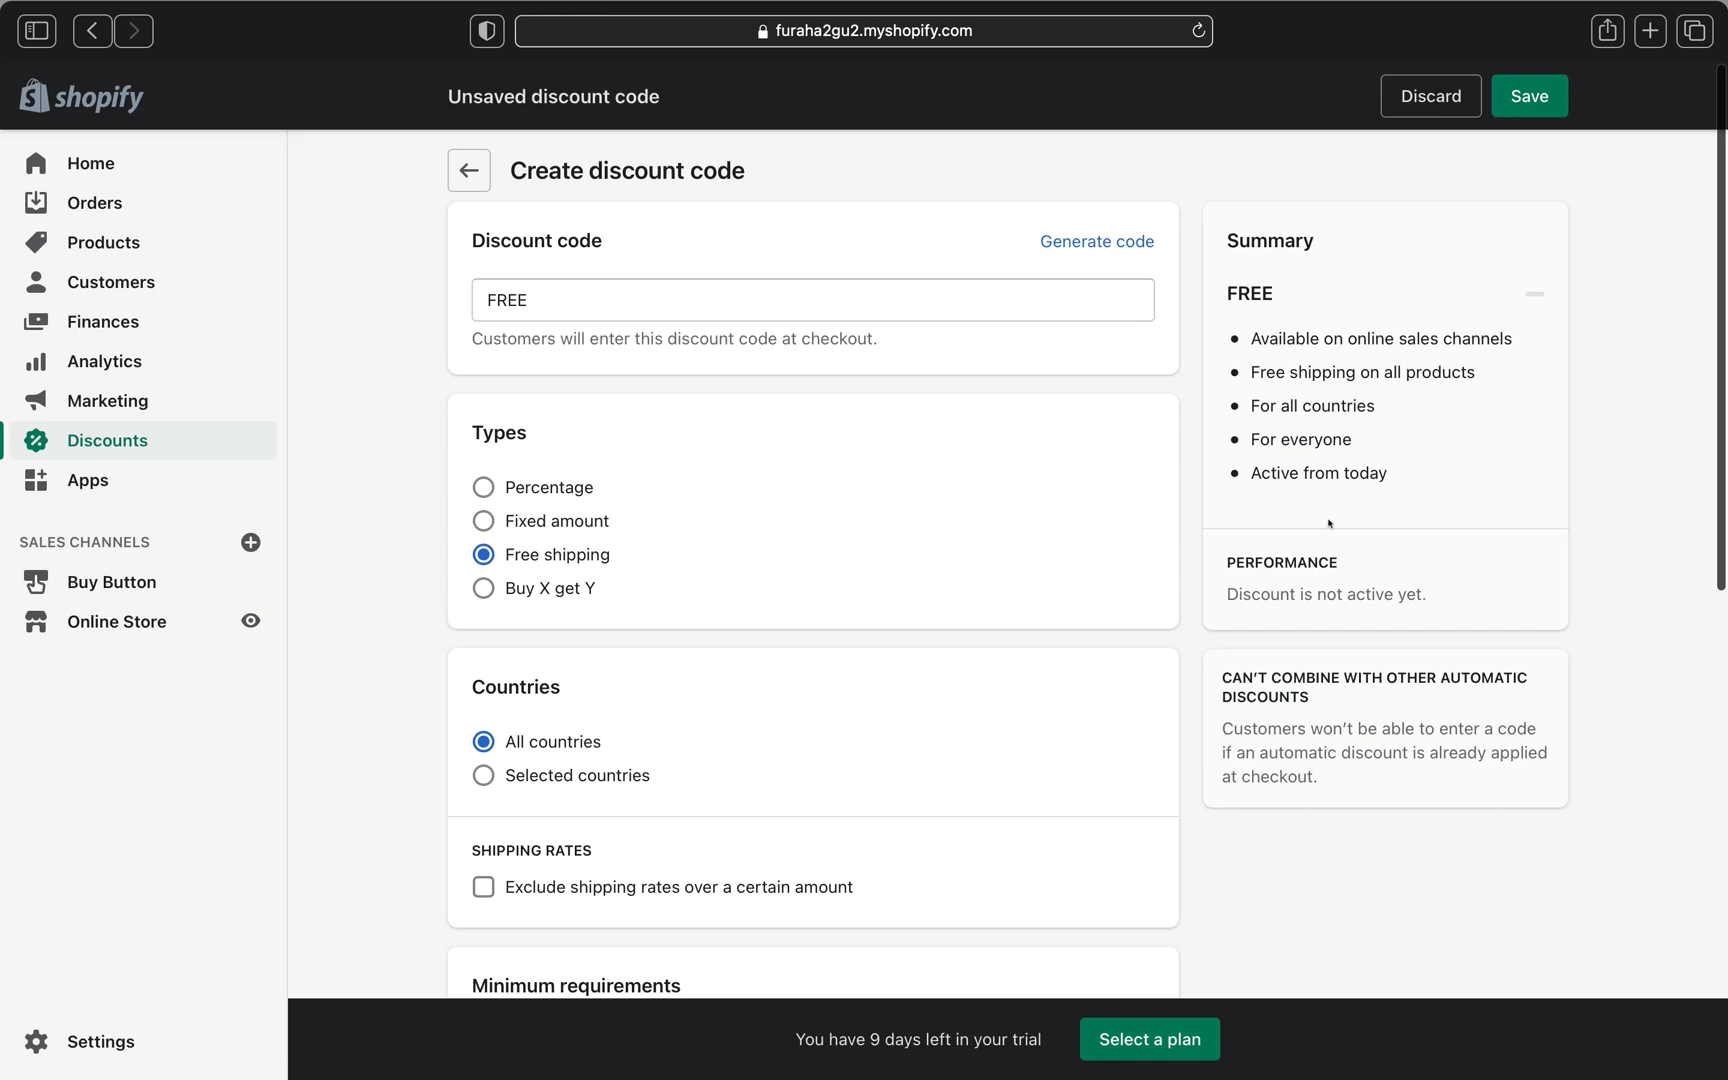 furaha2gu2.myshopify.com
shopify
Unsaved discount code
Discard
Save
Home
Orders
Products
Customers
Finances
Analytics
Marketing
Discounts
Apps
SALES CHANNELS
Buy Button
Online Store
Settings
Create discount code
Discount code
Generate code
FREE
Customers will enter this discount code at checkout.
Types
Percentage
Fixed amount
Free shipping
Buy X get Y
Countries
All countries
Selected countries
SHIPPING RATES
Exclude shipping rates over a certain amount
Minimum requirements
Summary
FREE
Available on online sales channels
Free shipping on all products
For all countries
For everyone
Active from today
PERFORMANCE
Discount is not active yet.
CAN'T COMBINE WITH OTHER AUTOMATIC
DISCOUNTS
Customers won't be able to enter a code
if an automatic discount is already applied
at checkout.
You have 9 days left in your trial
Select a plan